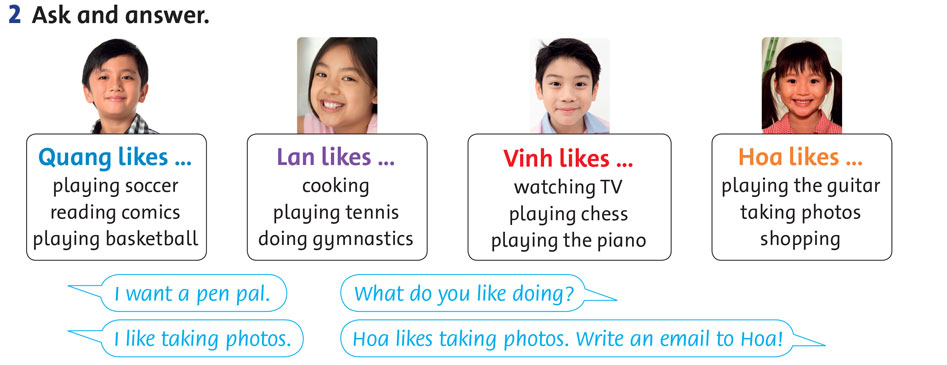 2 Ask and answer.
Quang likes ...
playing soccer
reading comics
playing basketball
Lan likes ...
cooking
playing tennis
doing gymnastics
Vinh likes ...
watching TV
playing chess
playing the piano
Hoa likes ...
playing the guitar
taking photos
shopping
I want a pen pal.
What do you like doing?
I like taking photos.
Hoa likes taking photos. Write an email to Hoa!